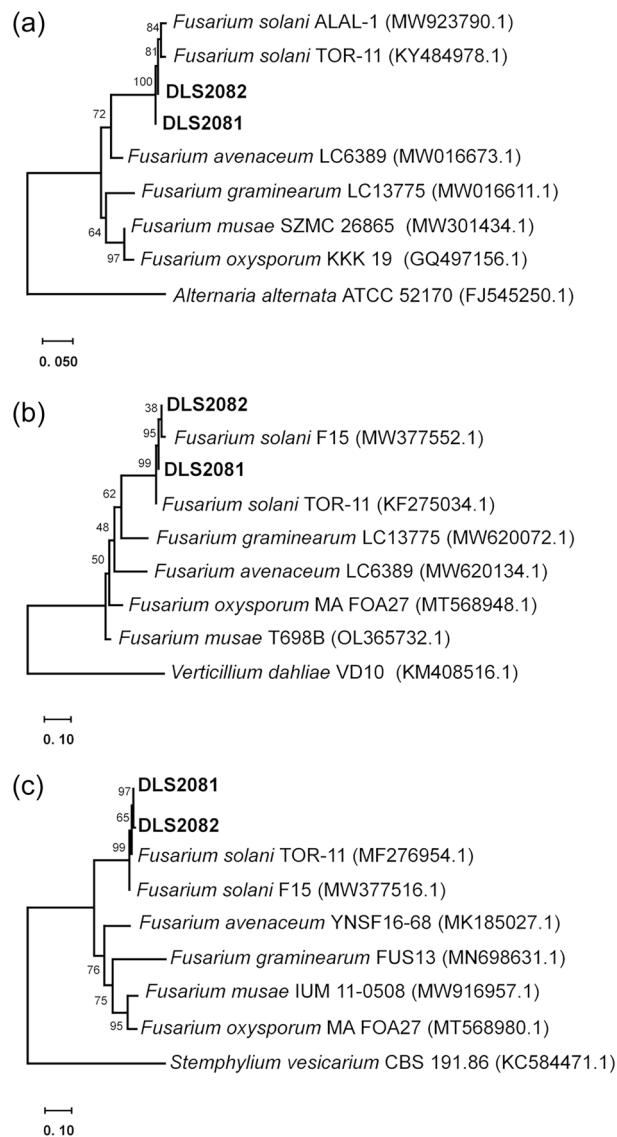 (a)
84
Fusarium solani ALAL-1 (MW923790.1)
81
Fusarium solani TOR-11 (KY484978.1)
100
DLS2082
72
DLS2081
Fusarium avenaceum LC6389 (MW016673.1)
Fusarium graminearum LC13775 (MW016611.1)
Fusarium musae SZMC 26865 (MW301434.1)
64
Fusarium oxysporum KKK 19 (GQ497156.1)
97
Alternaria alternata ATCC 52170 (FJ545250.1)
0. 050
(b)
38
DLS2082
95
Fusarium solani F15 (MW377552.1)
99
DLS2081
62
Fusarium solani TOR-11 (KF275034.1)
48
Fusarium graminearum LC13775 (MW620072.1)
50
Fusarium avenaceum LC6389 (MW620134.1)
Fusarium oxysporum MA FOA27 (MT568948.1)
Fusarium musae T698B (OL365732.1)
Verticillium dahliae VD10 (KM408516.1)
0. 10
(c)
97
DLS2081
65
DLS2082
99
Fusarium solani TOR-11 (MF276954.1)
Fusarium solani F15 (MW377516.1)
Fusarium avenaceum YNSF16-68 (MK185027.1)
76
Fusarium graminearum FUS13 (MN698631.1)
75
Fusarium musae IUM 11-0508 (MW916957.1)
95
Fusarium oxysporum MA FOA27 (MT568980.1)
Stemphylium vesicarium CBS 191.86 (KC584471.1)
0. 10